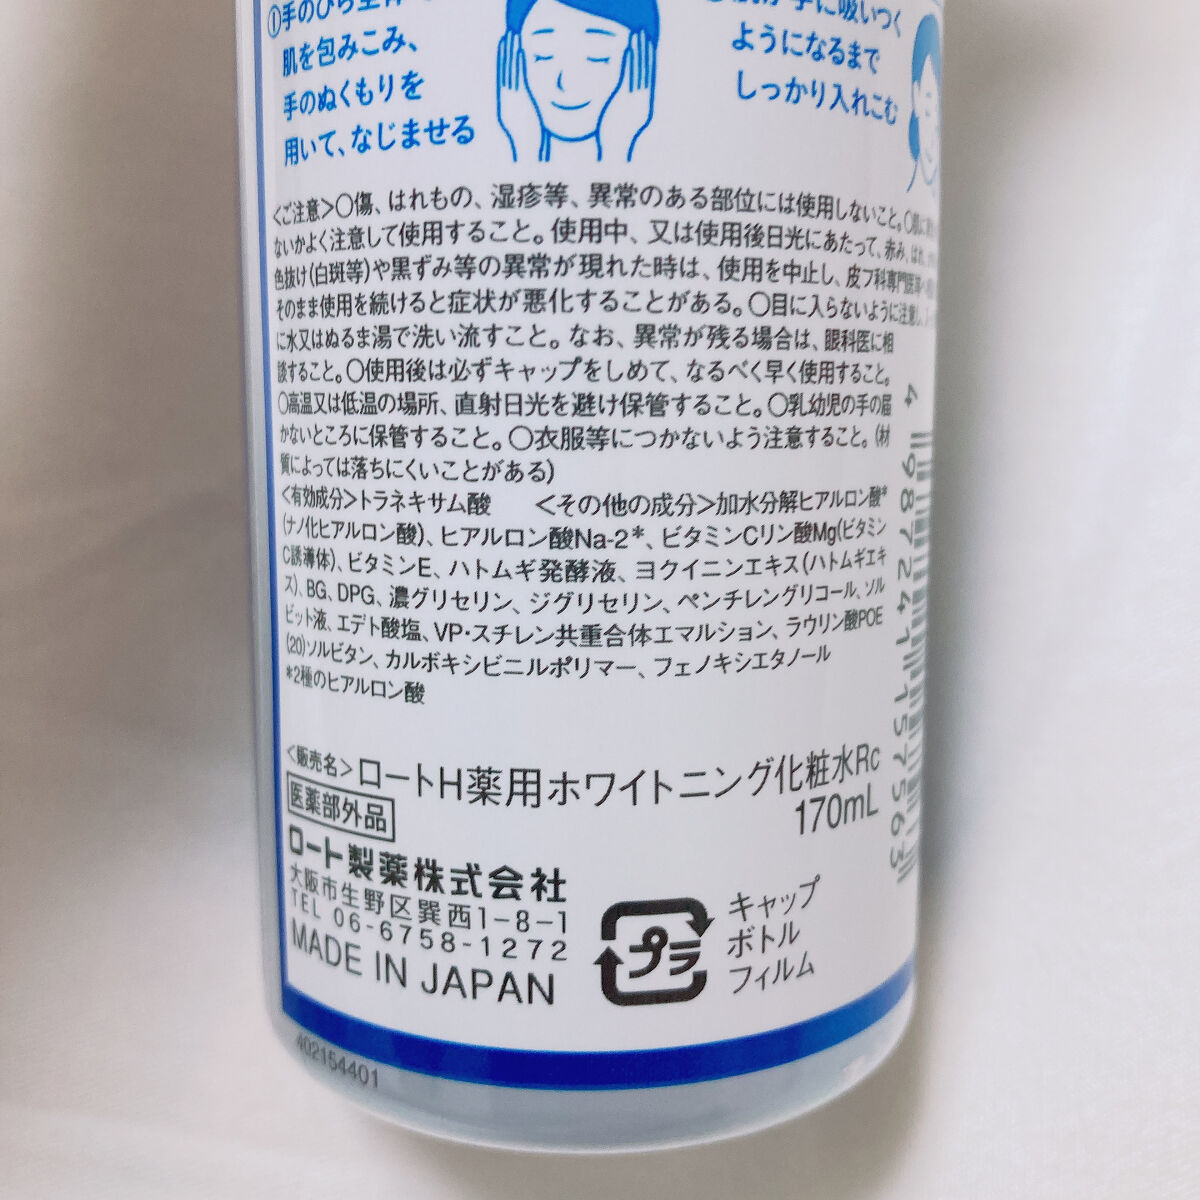 ①手のひら全体で
肌を包みこみ、
手のぬくもりを
用いて、なじませる
手に吸いつく
ようになるまで
しっかり入れこむ
<ご注意>〇傷、はれもの、湿疹等、異常のある部位には使用しないこと。〇肌に
ないかよく注意して使用すること。使用中、又は使用後日光にあたって、赤み、はれ、
色抜け(白斑等)や黒ずみ等の異常が現れた時は、使用を中止し、皮フ科専門医等へ
そのまま使用を続けると症状が悪化することがある。〇目に入らないように注意し、
に水又はぬるま湯で洗い流すこと。なお、異常が残る場合は、眼科医に相
談すること。〇使用後は必ずキャップをしめて、なるべく早く使用すること。
〇高温又は低温の場所、直射日光を避け保管すること。〇乳幼児の手の届
かないところに保管すること。〇衣服等につかないよう注意すること。(材
質によっては落ちにくいことがある)
<有効成分>トラネキサム酸 <その他の成分>加水分解ヒアルロン酸*
(ナノ化ヒアルロン酸)、ヒアルロン酸Na-2*、ビタミンCリン酸Mg(ビタミン
C誘導体)、ビタミンE、ハトムギ発酵液、ヨクイニンエキス(ハトムギエキ
ス)、BG、DPG、濃グリセリン、ジグリセリン、ペンチレングリコール、ソル
ビット液、エデト酸塩、VP・スチレン共重合体エマルション、ラウリン酸POE
(20)ソルビタン、カルボキシビニルポリマー、フェノキシエタノール
*2種のヒアルロン酸
<販売名>ロートH薬用ホワイトニング化粧水Rc
170mL
医薬部外品
ロート製薬株式会社
大阪市生野区巽西1-8-1
TEL 06-6758-1272
MADE IN JAPAN
プラ
キャップ
ボトル
フィルム
4 987241 157563
402154401